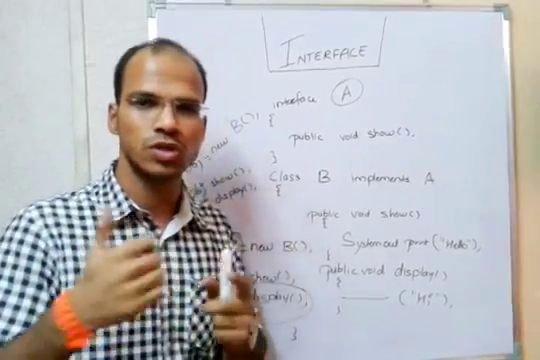 INTERFACE
interface A
{
public void show();
}
= new B();
show();
display();
Class B implements A
{
public void show()
{
System.out.print("Hello");
= new B();
public void display()
{
show();
display();
("Hi");
}
}